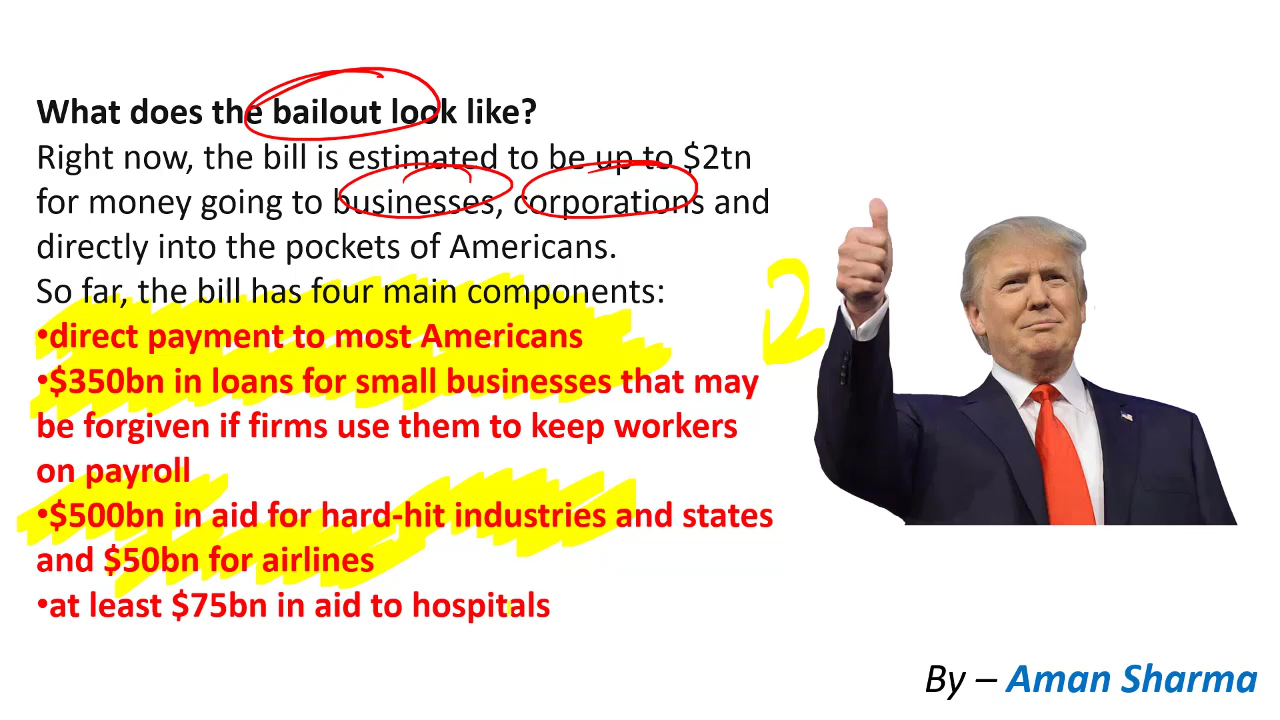 What does the bailout look like?
Right now, the bill is estimated to be up to $2tn
for money going to businesses, corporations and
directly into the pockets of Americans.
So far, the bill has four main components:
•direct payment to most Americans
•$350bn in loans for small businesses that may
be forgiven if firms use them to keep workers
on payroll
•$500bn in aid for hard-hit industries and states
and $50bn for airlines
•at least $75bn in aid to hospitals
2
By – Aman Sharma